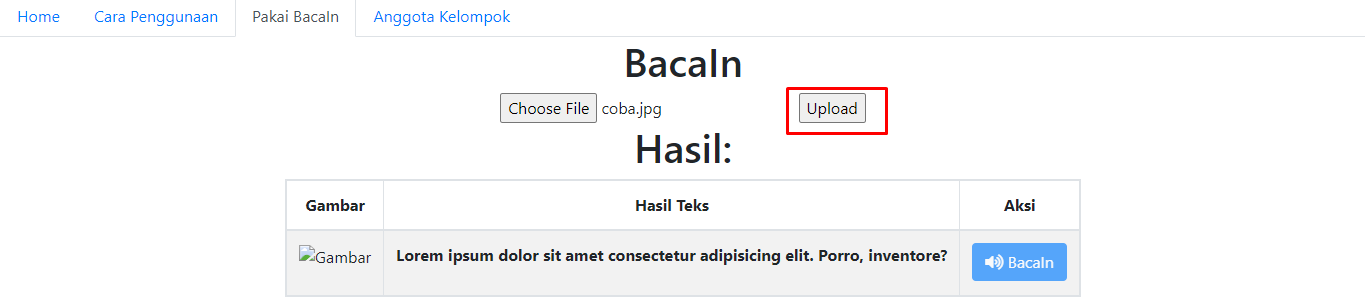 Home Cara Penggunaan Pakai BacaIn Anggota Kelompok
BacaIn
Choose File coba.jpg Upload
Hasil:
Gambar Hasil Teks Aksi
Gambar Lorem ipsum dolor sit amet consectetur adipisicing elit. Porro, inventore? BacaIn